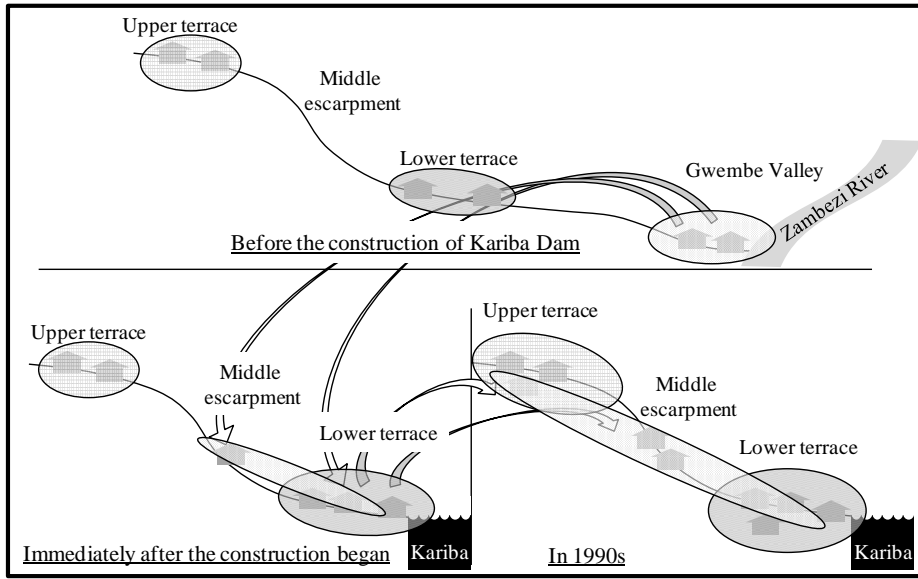 Upper terrace
Middle
escarpment
Lower terrace
Gwembe Valley
Zambezi River
Before the construction of Kariba Dam
Upper terrace
Middle
escarpment
Lower terrace
Kariba
Immediately after the construction began
Upper terrace
Middle
escarpment
Lower terrace
Kariba
In 1990s